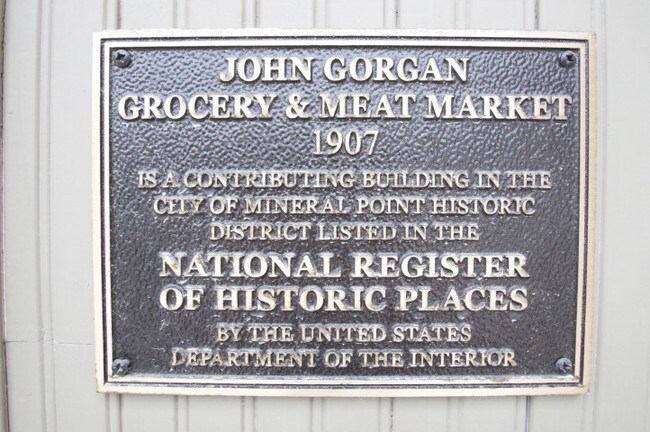 JOHN GORGAN
GROCERY & MEAT MARKET
1907
IS A CONTRIBUTING BUILDING IN THE
CITY OF MINERAL POINT HISTORIC
DISTRICT LISTED IN THE
NATIONAL REGISTER
OF HISTORIC PLACES
BY THE UNITED STATES
DEPARTMENT OF THE INTERIOR